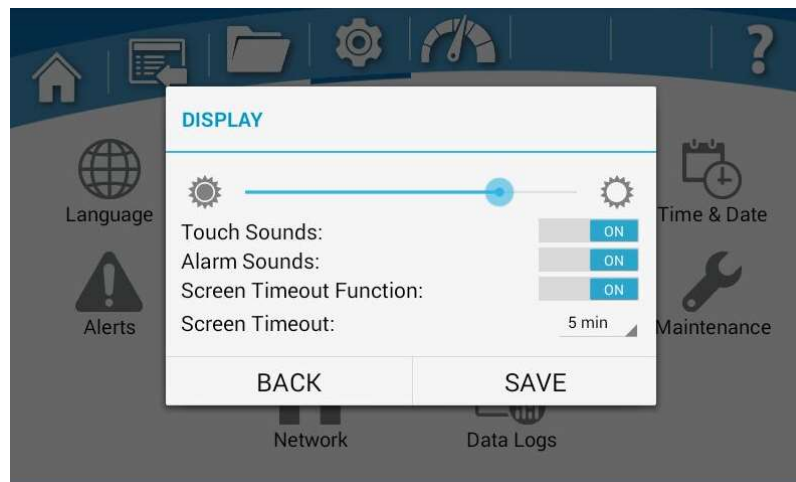 ?
DISPLAY
Language
Time & Date
Touch Sounds: ON
Alarm Sounds: ON
Screen Timeout Function: ON
Screen Timeout: 5 min
Alerts
Maintenance
BACK SAVE
Network Data Logs